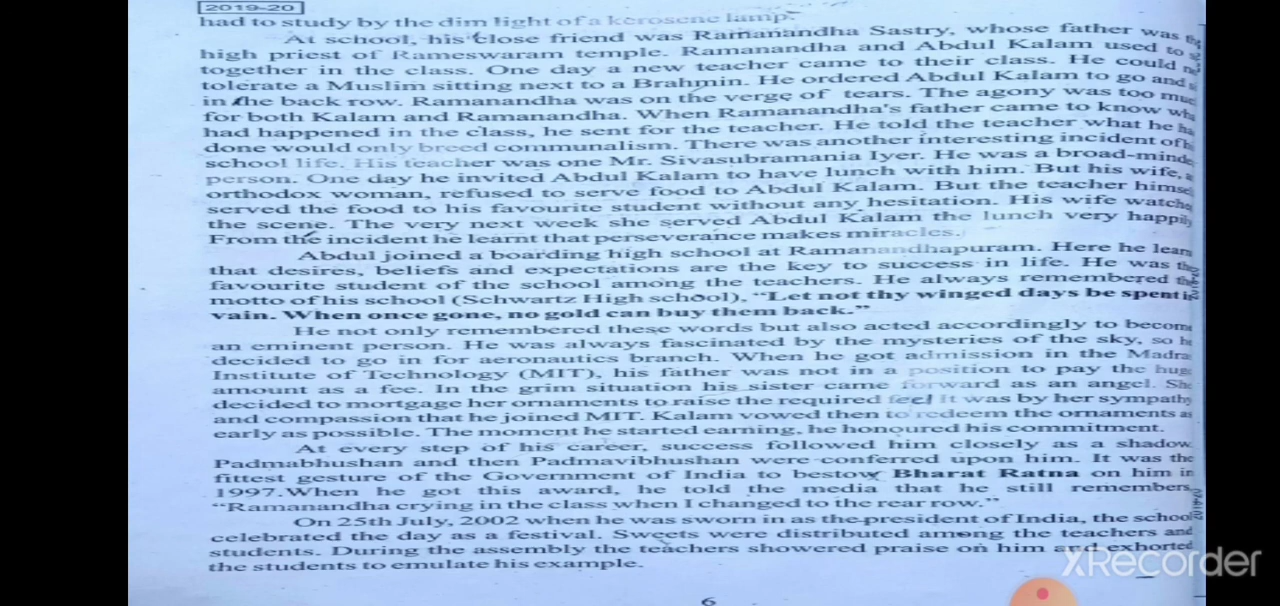 2019-20
had to study by the dim light of a kerosene lamp.
At school, his close friend was Ramanandha Sastry, whose father was the
high priest of Rameswaram temple. Ramanandha and Abdul Kalam used to
together in the class. One day a new teacher came to their class. He could
tolerate a Muslim sitting next to a Brahmin. He ordered Abdul Kalam to go and
in the back row. Ramanandha was on the verge of tears. The agony was too muc
for both Kalam and Ramanandha. When Ramanandha's father came to know wha
had happened in the class, he sent for the teacher. He told the teacher what he ha
done would only breed communalism. There was another interesting incident of hi
school life. His teacher was one Mr. Sivasubramania Iyer. He was a broad-minde
person. One day he invited Abdul Kalam to have lunch with him. But his wife, a
orthodox woman, refused to serve food to Abdul Kalam. But the teacher himse
served the food to his favourite student without any hesitation. His wife watche
the scene. The very next week she served Abdul Kalam the lunch very happily
From the incident he learnt that perseverance makes miracles.
Abdul joined a boarding high school at Ramanandhapuram. Here he learn
that desires, beliefs and expectations are the key to success in life. He was the
favourite student of the school among the teachers. He always remembered the
motto of his school (Schwartz High school), “Let not thy winged days be spent in
vain. When once gone, no gold can buy them back.”
He not only remembered these words but also acted accordingly to become
an eminent person. He was always fascinated by the mysteries of the sky, so he
decided to go in for aeronautics branch. When he got admission in the Madra
Institute of Technology (MIT), his father was not in a position to pay the huge
amount as a fee. In the grim situation his sister came forward as an angel. She
decided to mortgage her ornaments to raise the required fee. It was by her sympathy
and compassion that he joined MIT. Kalam vowed then to redeem the ornaments as
early as possible. The moment he started earning, he honoured his commitment.
At every step of his career, success followed him closely as a shadow.
Padmabhushan and then Padmavibhushan were conferred upon him. It was the
fittest gesture of the Government of India to bestow Bharat Ratna on him in
1997.When he got this award, he told the media that he still remembers,
“Ramanandha crying in the class when I changed to the rear row.”
On 25th July, 2002 when he was sworn in as the president of India, the school
celebrated the day as a festival. Sweets were distributed among the teachers and
students. During the assembly the teachers showered praise on him and exhorted
the students to emulate his example.
XRecorder
6